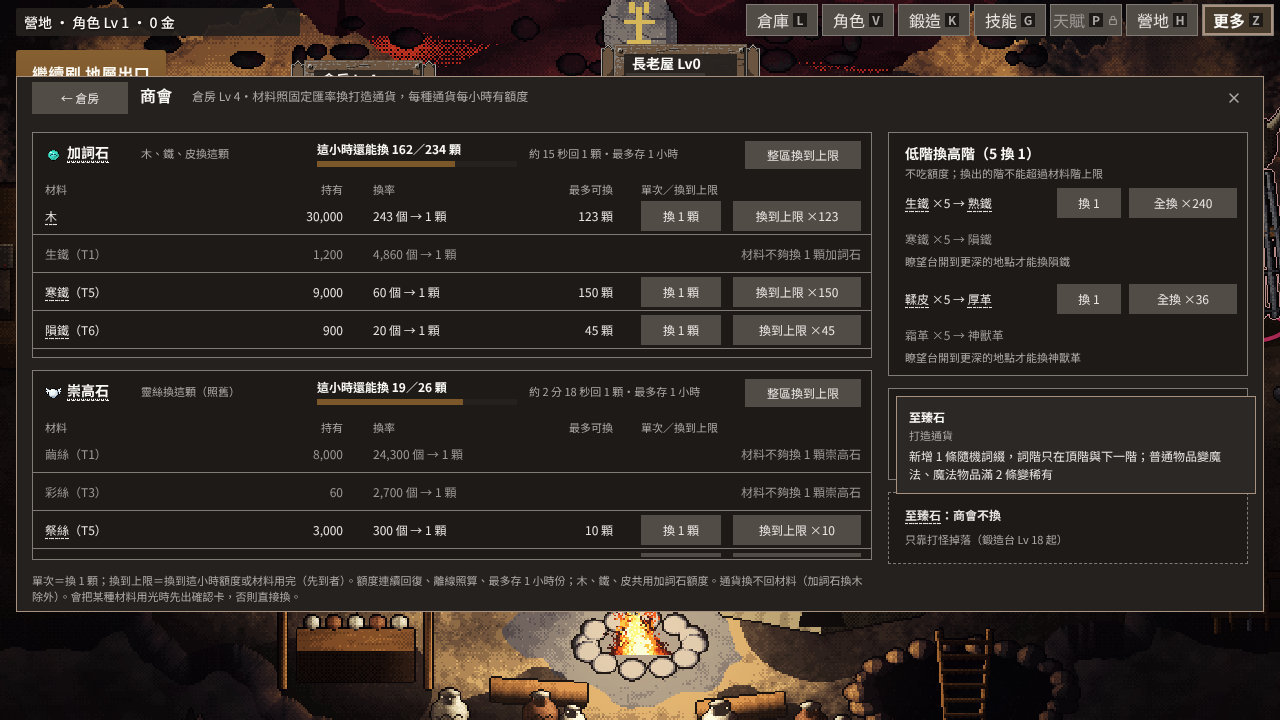 營地 · 角色 Lv 1 · 0 金
倉庫 L
角色 V
鍛造 K
技能 G
天賦 P
營地 H
更多 Z
長老屋 Lv0
← 倉房
商會
倉房 Lv 4・材料照固定匯率換打造通貨，每種通貨每小時有額度
×
加詞石
木、鐵、皮換這顆
這小時還能換 162／234 顆
約 15 秒回 1 顆・最多存 1 小時
整區換到上限
材料 持有 換率 最多可換 單次／換到上限
木 30,000 243 個 → 1 顆 123 顆 換 1 顆 換到上限 ×123
生鐵（T1） 1,200 4,860 個 → 1 顆 材料不夠換 1 顆加詞石
寒鐵（T5） 9,000 60 個 → 1 顆 150 顆 換 1 顆 換到上限 ×150
隕鐵（T6） 900 20 個 → 1 顆 45 顆 換 1 顆 換到上限 ×45
崇高石
靈絲換這顆（照舊）
這小時還能換 19／26 顆
約 2 分 18 秒回 1 顆・最多存 1 小時
整區換到上限
材料 持有 換率 最多可換 單次／換到上限
繭絲（T1） 8,000 24,300 個 → 1 顆 材料不夠換 1 顆崇高石
彩絲（T3） 60 2,700 個 → 1 顆 材料不夠換 1 顆崇高石
祭絲（T5） 3,000 300 個 → 1 顆 10 顆 換 1 顆 換到上限 ×10
單次＝換 1 顆；換到上限＝換到這小時額度或材料用完（先到者）。額度連續回復、離線照算、最多存 1 小時份；木、鐵、皮共用加詞石額度。通貨換不回材料（加詞石換木
除外）。會把某種材料用光時先出確認卡，否則直接換。
低階換高階（5 換 1）
不吃額度；換出的階不能超過材料階上限
生鐵 ×5 → 熟鐵 換 1 全換 ×240
寒鐵 ×5 → 隕鐵
瞭望台開到更深的地點才能換隕鐵
鞣皮 ×5 → 厚革 換 1 全換 ×36
霜革 ×5 → 神獸革
瞭望台開到更深的地點才能換神獸革
至臻石
打造通貨
新增 1 條隨機詞綴，詞階只在頂階與下一階；普通物品變魔
法、魔法物品滿 2 條變稀有
至臻石：商會不換
只靠打怪掉落（鍛造台 Lv 18 起）